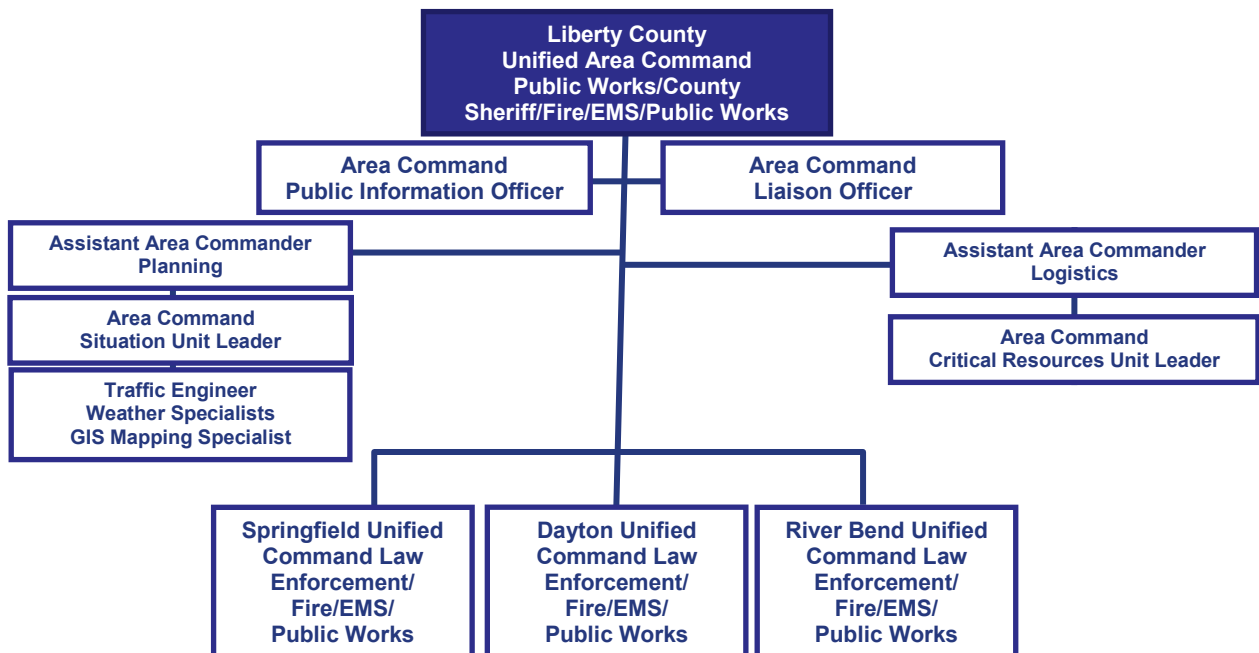 Liberty County
Unified Area Command
Public Works/County
Sheriff/Fire/EMS/Public Works
Area Command
Public Information Officer
Area Command
Liaison Officer
Assistant Area Commander
Planning
Assistant Area Commander
Logistics
Area Command
Situation Unit Leader
Area Command
Critical Resources Unit Leader
Traffic Engineer
Weather Specialists
GIS Mapping Specialist
Springfield Unified
Command Law
Enforcement/
Fire/EMS/
Public Works
Dayton Unified
Command Law
Enforcement/
Fire/EMS/
Public Works
River Bend Unified
Command Law
Enforcement/
Fire/EMS/
Public Works